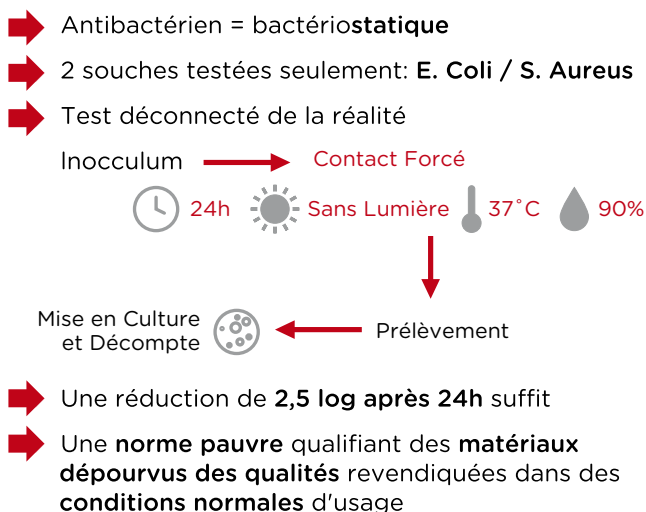 Antibactérien = bactériostatique
2 souches testées seulement: E. Coli / S. Aureus
Test déconnecté de la réalité
Inocculum
Contact Forcé
24h
Sans Lumière
37°C
90%
Mise en Culture
et Décompte
Prélèvement
Une réduction de 2,5 log après 24h suffit
Une norme pauvre qualifiant des matériaux
dépourvus des qualités revendiquées dans des
conditions normales d'usage